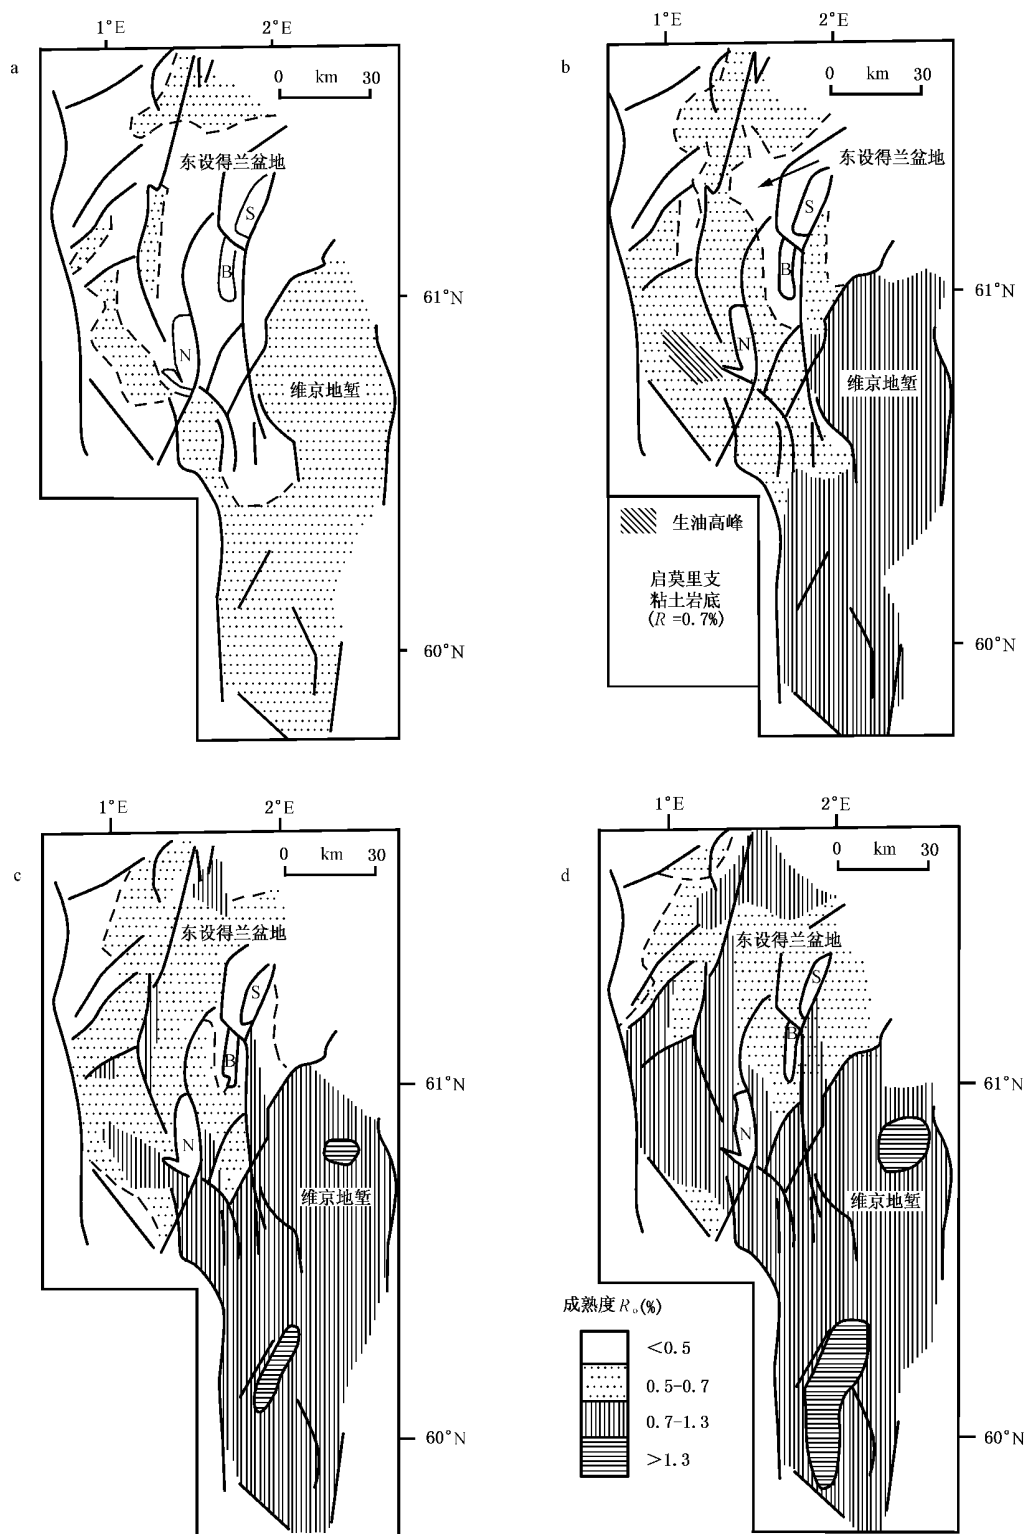 a
1°E
2°E
0 km 30
东设得兰盆地
S
B
N
61°N
维京地堑
60°N
b
1°E
2°E
0 km 30
东设得兰盆地
S
B
N
61°N
维京地堑
生油高峰
启莫里支
粘土岩底
(R =0.7%)
60°N
c
1°E
2°E
0 km 30
东设得兰盆地
S
B
N
61°N
维京地堑
60°N
d
1°E
2°E
0 km 30
东设得兰盆地
S
B
N
61°N
维京地堑
成熟度 Ro(%)
<0.5
0.5-0.7
0.7-1.3
>1.3
60°N